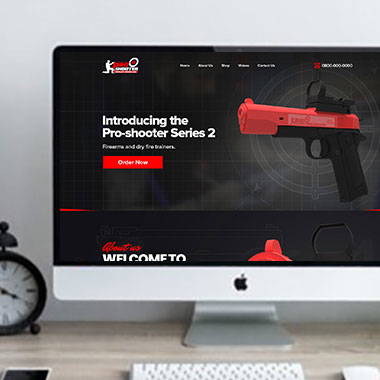 SHOOTER
Home About Us Shop Videos Contact Us
0800-000-0000
Introducing the
Pro-shooter Series 2
Firearms and dry fire trainers.
Order Now
About us
WELCOME TO